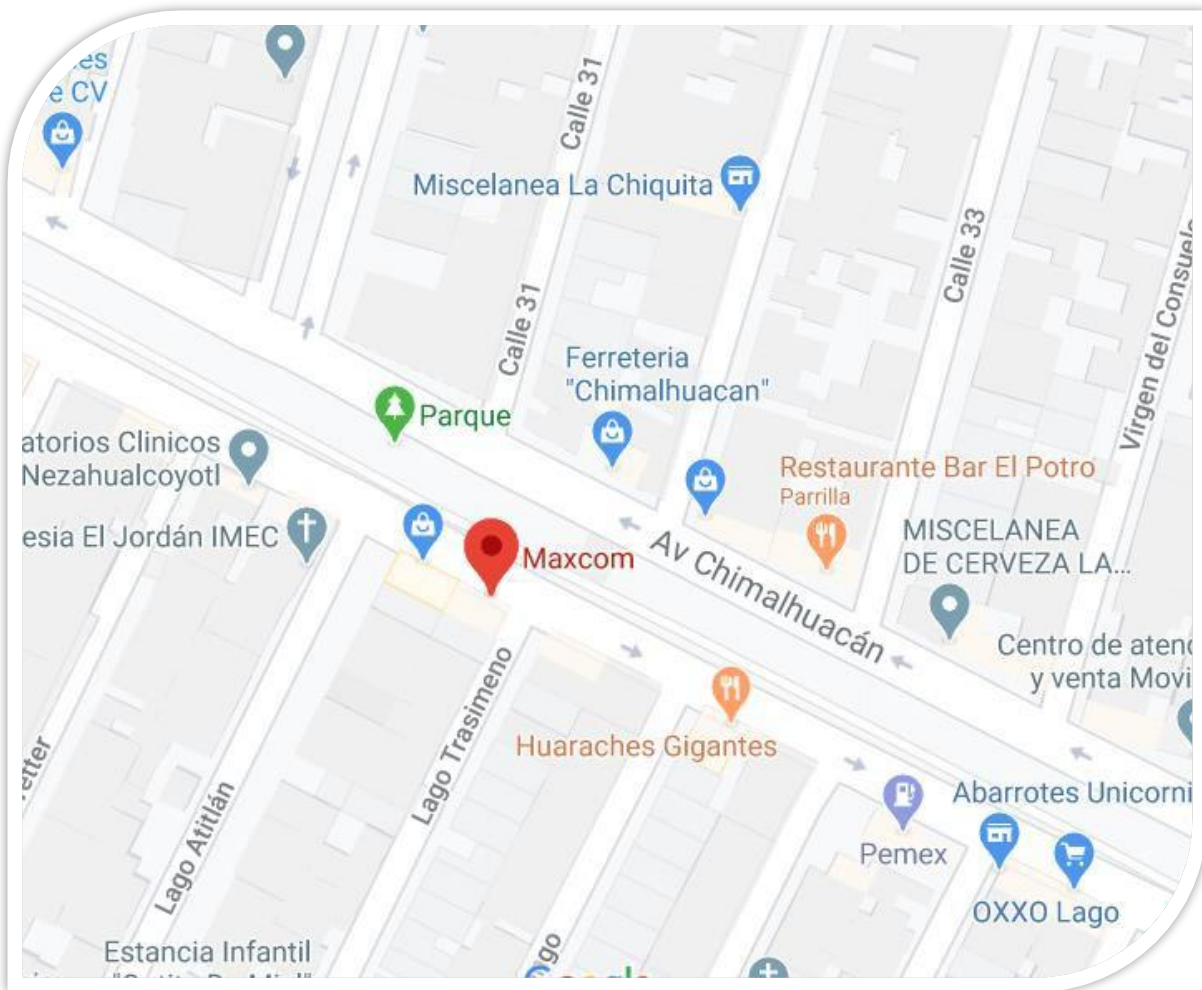 e CV
Calle 31
Miscelanea La Chiquita
Calle 33
Virgen del Consuelo
Calle 31
Ferreteria
"Chimalhuacan"
Parque
atorios Clinicos
Nezahualcoyotl
Restaurante Bar El Potro
Parrilla
esia El Jordán IMEC
Maxcom
Av Chimalhuacán
MISCELANEA
DE CERVEZA LA...
Centro de atenc
y venta Movi
Lago Trasimeno
Huaraches Gigantes
etter
Lago Atitlán
Abarrotes Unicorni
Pemex
OXXO Lago
Estancia Infantil
go